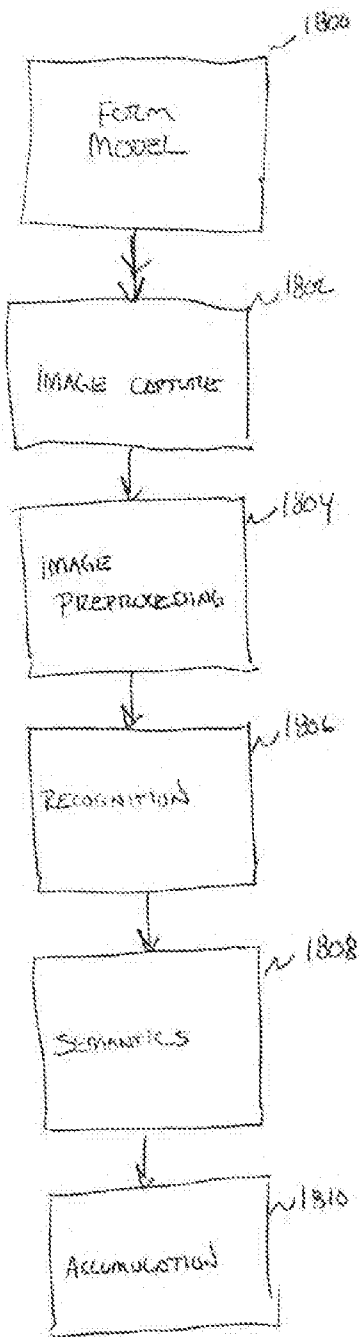 1800
FORM
MODEL
1802
IMAGE CAPTURE
1804
IMAGE
PREPROCESSING
1806
RECOGNITION
1808
SEMANTICS
1810
ACCUMULATION